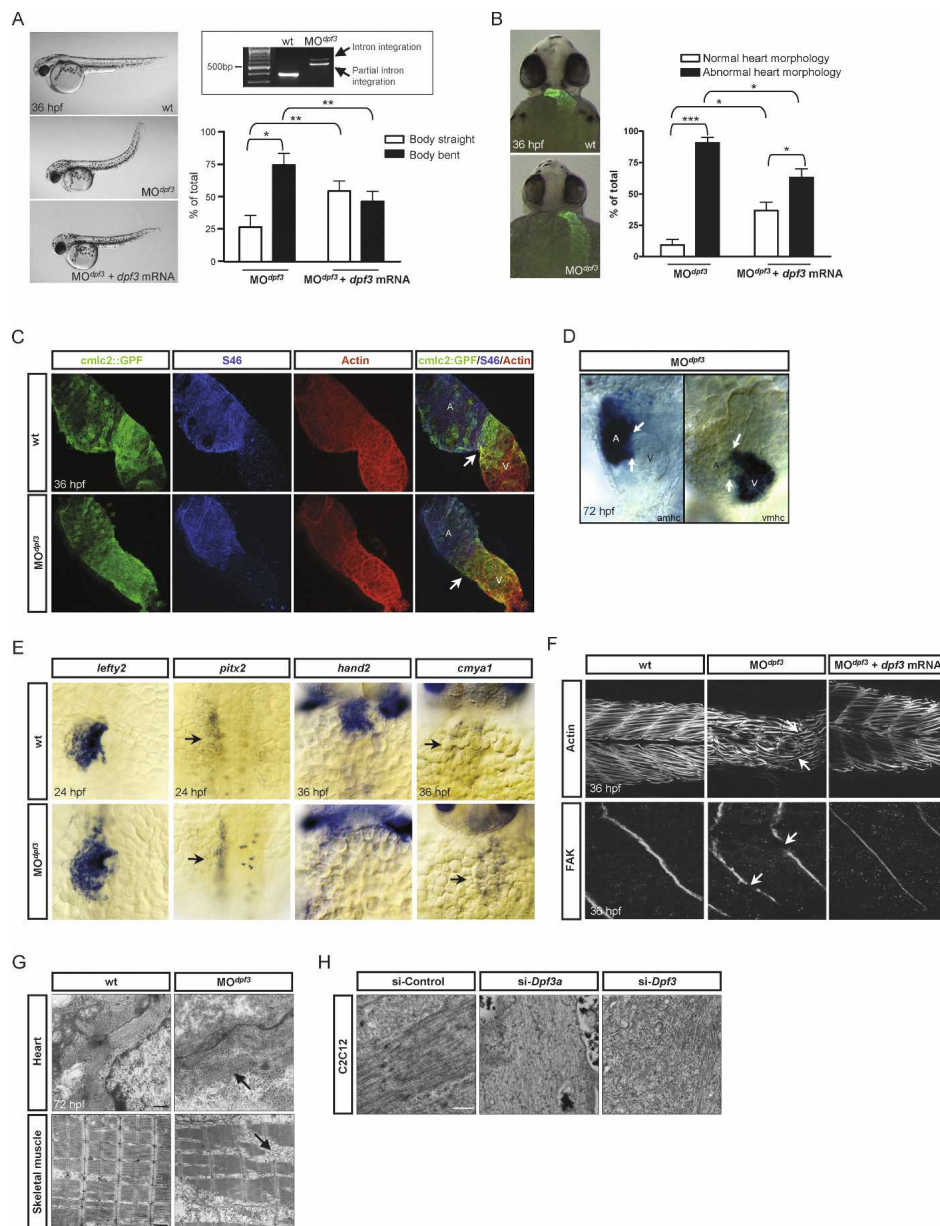 A
36 hpf
wt
MOdpf3
MOdpf3 + dpf3 mRNA
wt MOdpf3
500bp
Intron integration
Partial intron
integration
% of total
100
75
50
25
0
*
**
**
Body straight
Body bent
MOdpf3
MOdpf3 + dpf3 mRNA
B
36 hpf
wt
MOdpf3
Normal heart morphology
Abnormal heart morphology
% of total
100
75
50
25
0
***
*
*
*
MOdpf3
MOdpf3 + dpf3 mRNA
C
cmlc2::GPF
S46
Actin
cmlc2:GFP/S46/Actin
wt
36 hpf
A
V
MOdpf3
A
V
D
MOdpf3
A
V
72 hpf
amhc
A
V
vmhc
E
lefty2
pitx2
hand2
cmya1
wt
24 hpf
24 hpf
36 hpf
36 hpf
MOdpf3
F
wt
MOdpf3
MOdpf3 + dpf3 mRNA
Actin
36 hpf
FAK
36 hpf
G
wt
MOdpf3
Heart
72 hpf
Skeletal muscle
H
si-Control
si-Dpf3a
si-Dpf3
C2C12